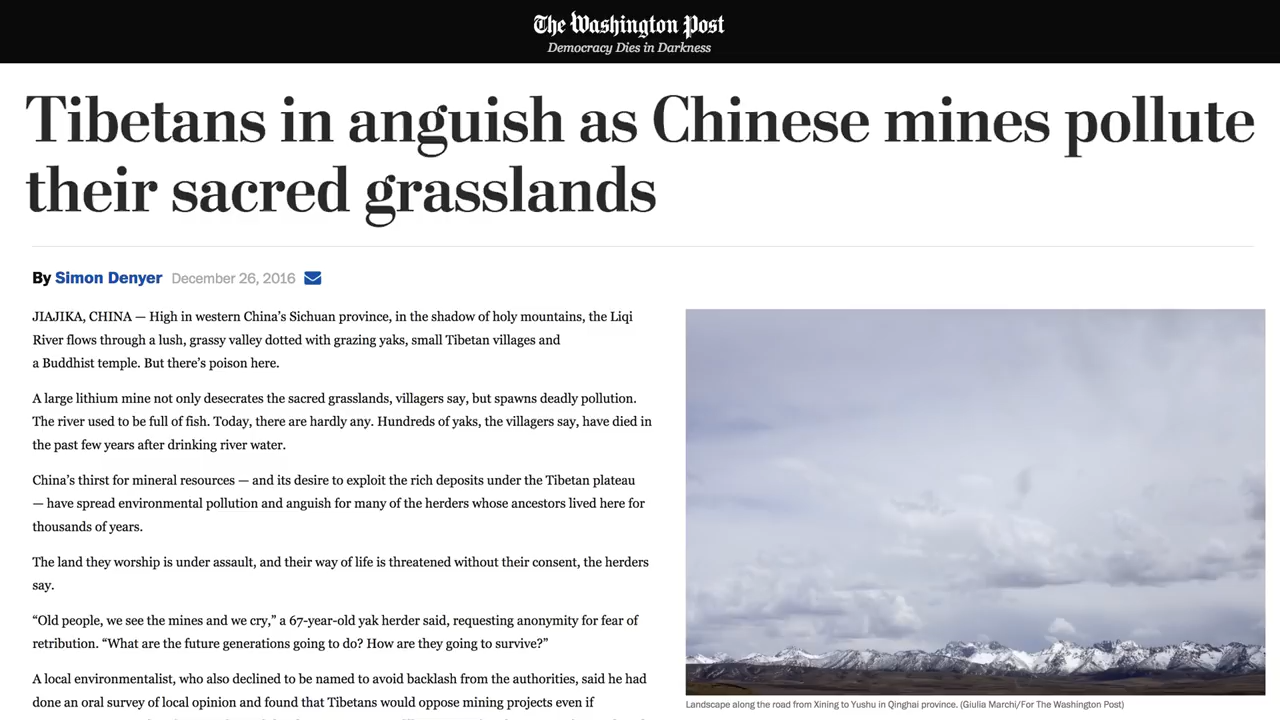 The Washington Post
Democracy Dies in Darkness
Tibetans in anguish as Chinese mines pollute
their sacred grasslands
By Simon Denyer December 26, 2016
JIAJIKA, CHINA — High in western China’s Sichuan province, in the shadow of holy mountains, the Liqi
River flows through a lush, grassy valley dotted with grazing yaks, small Tibetan villages and
a Buddhist temple. But there’s poison here.
A large lithium mine not only desecrates the sacred grasslands, villagers say, but spawns deadly pollution.
The river used to be full of fish. Today, there are hardly any. Hundreds of yaks, the villagers say, have died in
the past few years after drinking river water.
China’s thirst for mineral resources — and its desire to exploit the rich deposits under the Tibetan plateau
— have spread environmental pollution and anguish for many of the herders whose ancestors lived here for
thousands of years.
The land they worship is under assault, and their way of life is threatened without their consent, the herders
say.
“Old people, we see the mines and we cry,” a 67-year-old yak herder said, requesting anonymity for fear of
retribution. “What are the future generations going to do? How are they going to survive?”
A local environmentalist, who also declined to be named to avoid backlash from the authorities, said he had
done an oral survey of local opinion and found that Tibetans would oppose mining projects even if
Landscape along the road from Xining to Yushu in Qinghai province. (Giulia Marchi/For The Washington Post)